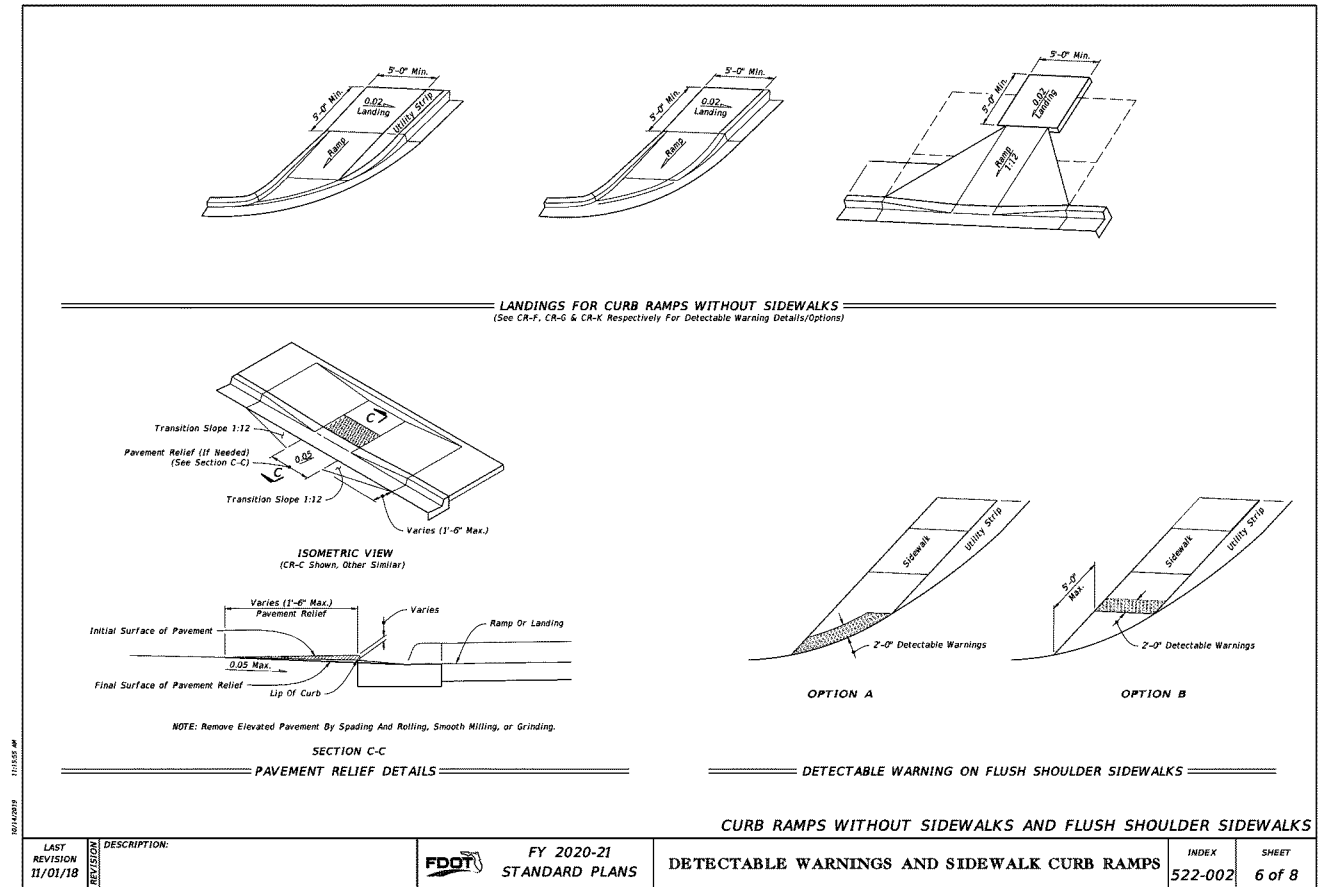 5'-0" Min.
5'-0" Min.
0.02
Landing
Utility Strip
Ramp
5'-0" Min.
5'-0" Min.
0.02
Landing
Ramp
5'-0" Min.
5'-0" Min.
0.02
Landing
Ramp
1:12
LANDINGS FOR CURB RAMPS WITHOUT SIDEWALKS
(See CR-F, CR-G & CR-K Respectively For Detectable Warning Details/Options)
C
Transition Slope 1:12
Pavement Relief (If Needed)
(See Section C-C)
0.05
C
Transition Slope 1:12
Varies (1'-6" Max.)
ISOMETRIC VIEW
(CR-C Shown, Other Similar)
Varies (1'-6" Max.)
Pavement Relief
Varies
Initial Surface of Pavement
Ramp Or Landing
0.05 Max.
Final Surface of Pavement Relief
Lip Of Curb
NOTE: Remove Elevated Pavement By Spading And Rolling, Smooth Milling, or Grinding.
SECTION C-C
PAVEMENT RELIEF DETAILS
Sidewalk
Utility Strip
2'-0" Detectable Warnings
OPTION A
5'-0"
Max.
Sidewalk
Utility Strip
2'-0" Detectable Warnings
OPTION B
DETECTABLE WARNING ON FLUSH SHOULDER SIDEWALKS
CURB RAMPS WITHOUT SIDEWALKS AND FLUSH SHOULDER SIDEWALKS
10/14/2019 11:15:55 AM
LAST
REVISION
11/01/18
REVISION
DESCRIPTION:
FDOT
FY 2020-21
STANDARD PLANS
DETECTABLE WARNINGS AND SIDEWALK CURB RAMPS
INDEX
522-002
SHEET
6 of 8